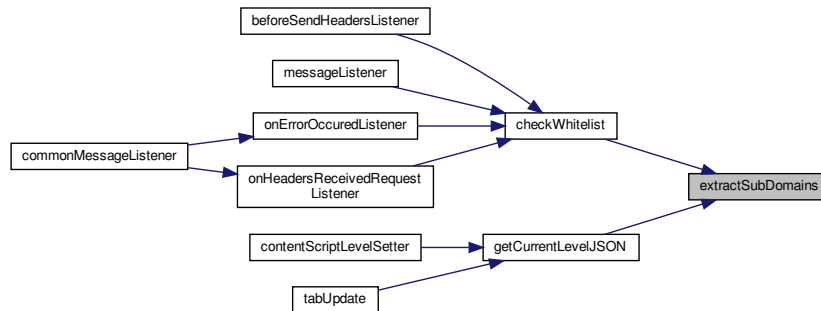 beforeSendHeadersListener
messageListener
onErrorOccuredListener
checkWhitelist
commonMessageListener
onHeadersReceivedRequest
Listener
extractSubDomains
contentScriptLevelSetter
getCurrentLevelJSON
tabUpdate